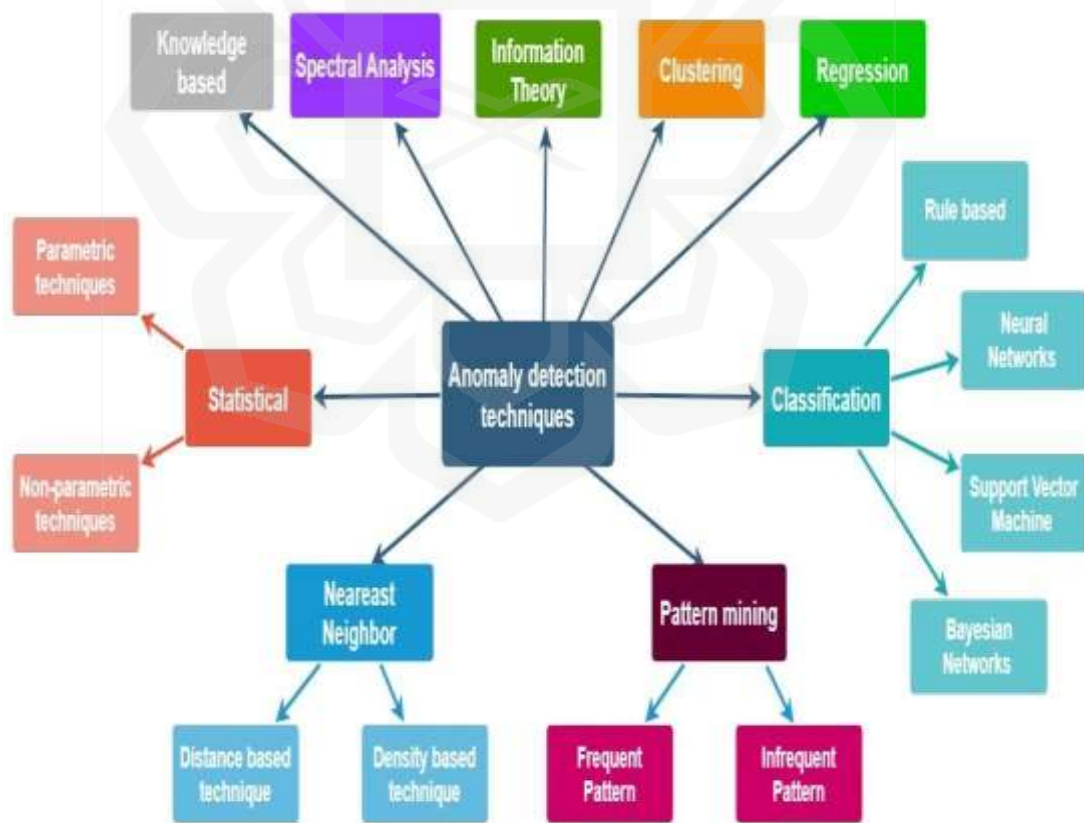 Knowledge
based
Spectral Analysis
Information
Theory
Clustering
Regression
Rule based
Parametric
techniques
Neural
Networks
Anomaly detection
techniques
Statistical
Classification
Non-parametric
techniques
Support Vector
Machine
Neareast
Neighbor
Pattern mining
Bayesian
Networks
Distance based
technique
Density based
technique
Frequent
Pattern
Infrequent
Pattern